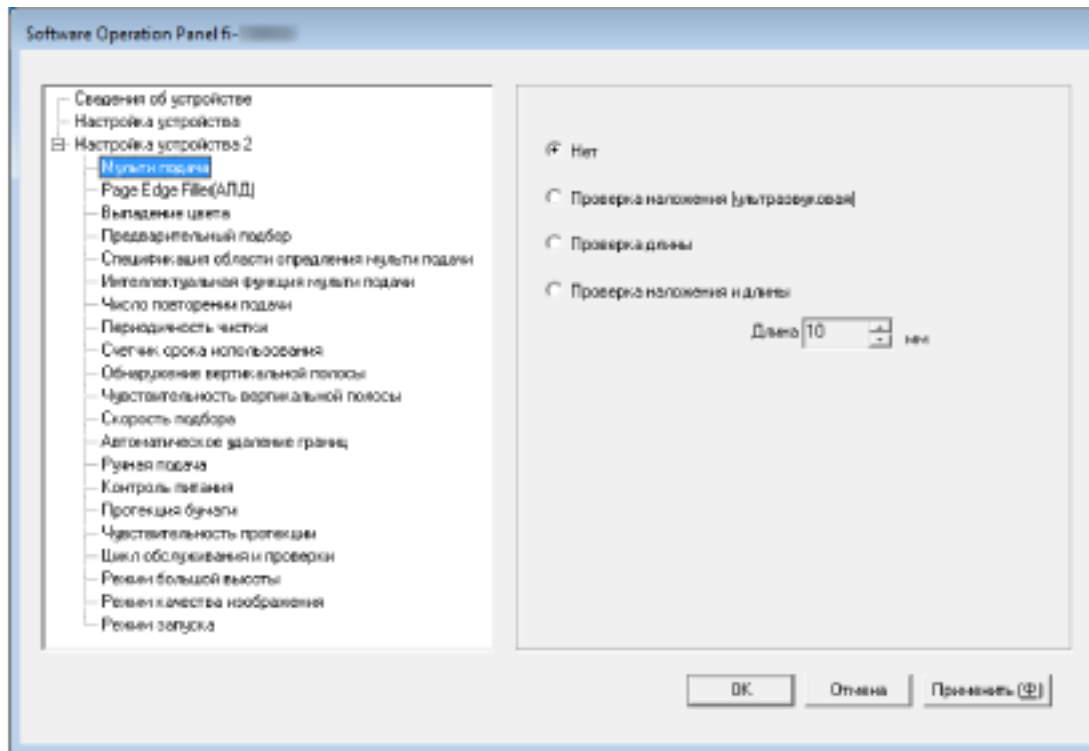 Software Operation Panel fi-
Сведения об устройстве
Настройка устройства
Настройка устройства 2
Мульти подача
Page Edge Filler(АПД)
Выпадение цвета
Предварительный подбор
Спецификация области опредления мульти подачи
Интеллектуальная функция мульти подачи
Число повторении подачи
Периодичность чистки
Счетчик срока использования
Обнаружение вертикальной полосы
Чувствительность вертикальной полосы
Скорость подбора
Автоматическое удаление границ
Ручная подача
Контроль питания
Протекция бумаги
Чувствительность протекции
Цикл обслуживания и проверки
Режим большой высоты
Режим качества изображения
Режим запуска
Нет
Проверка наложения (ультразвуковая)
Проверка длины
Проверка наложения и длины
Длина 10 мм
OK Отмена Применить (Ф)